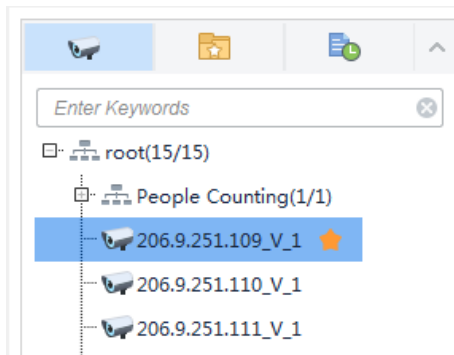 Enter Keywords
root(15/15)
People Counting(1/1)
206.9.251.109_V_1
206.9.251.110_V_1
206.9.251.111_V_1